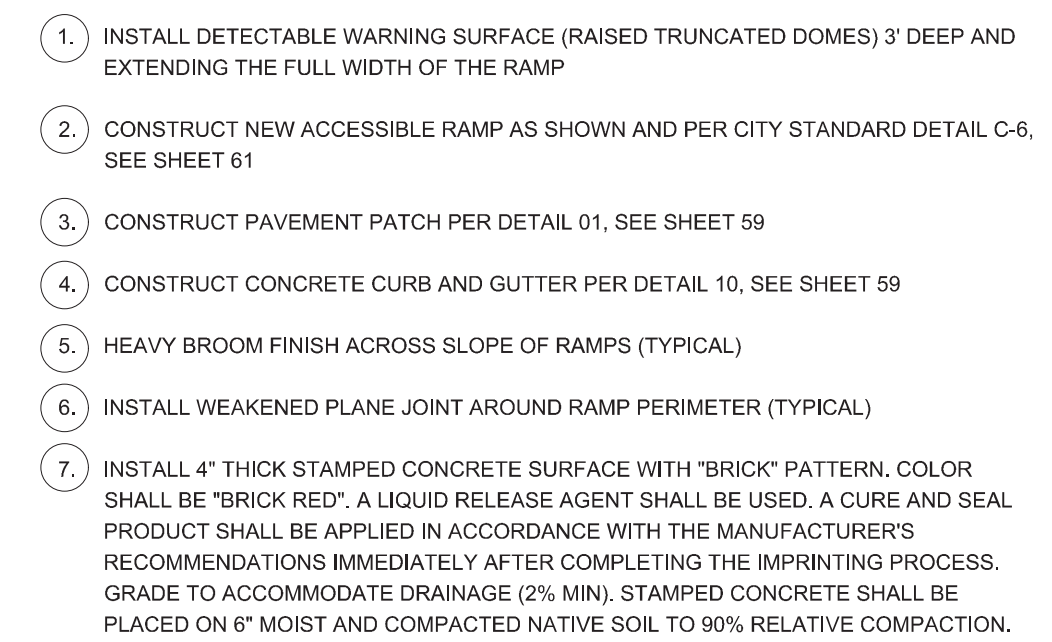 1. INSTALL DETECTABLE WARNING SURFACE (RAISED TRUNCATED DOMES) 3' DEEP AND
EXTENDING THE FULL WIDTH OF THE RAMP
2. CONSTRUCT NEW ACCESSIBLE RAMP AS SHOWN AND PER CITY STANDARD DETAIL C-6,
SEE SHEET 61
3. CONSTRUCT PAVEMENT PATCH PER DETAIL 01, SEE SHEET 59
4. CONSTRUCT CONCRETE CURB AND GUTTER PER DETAIL 10, SEE SHEET 59
5. HEAVY BROOM FINISH ACROSS SLOPE OF RAMPS (TYPICAL)
6. INSTALL WEAKENED PLANE JOINT AROUND RAMP PERIMETER (TYPICAL)
7. INSTALL 4" THICK STAMPED CONCRETE SURFACE WITH "BRICK" PATTERN. COLOR
SHALL BE "BRICK RED". A LIQUID RELEASE AGENT SHALL BE USED. A CURE AND SEAL
PRODUCT SHALL BE APPLIED IN ACCORDANCE WITH THE MANUFACTURER'S
RECOMMENDATIONS IMMEDIATELY AFTER COMPLETING THE IMPRINTING PROCESS.
GRADE TO ACCOMMODATE DRAINAGE (2% MIN). STAMPED CONCRETE SHALL BE
PLACED ON 6" MOIST AND COMPACTED NATIVE SOIL TO 90% RELATIVE COMPACTION.